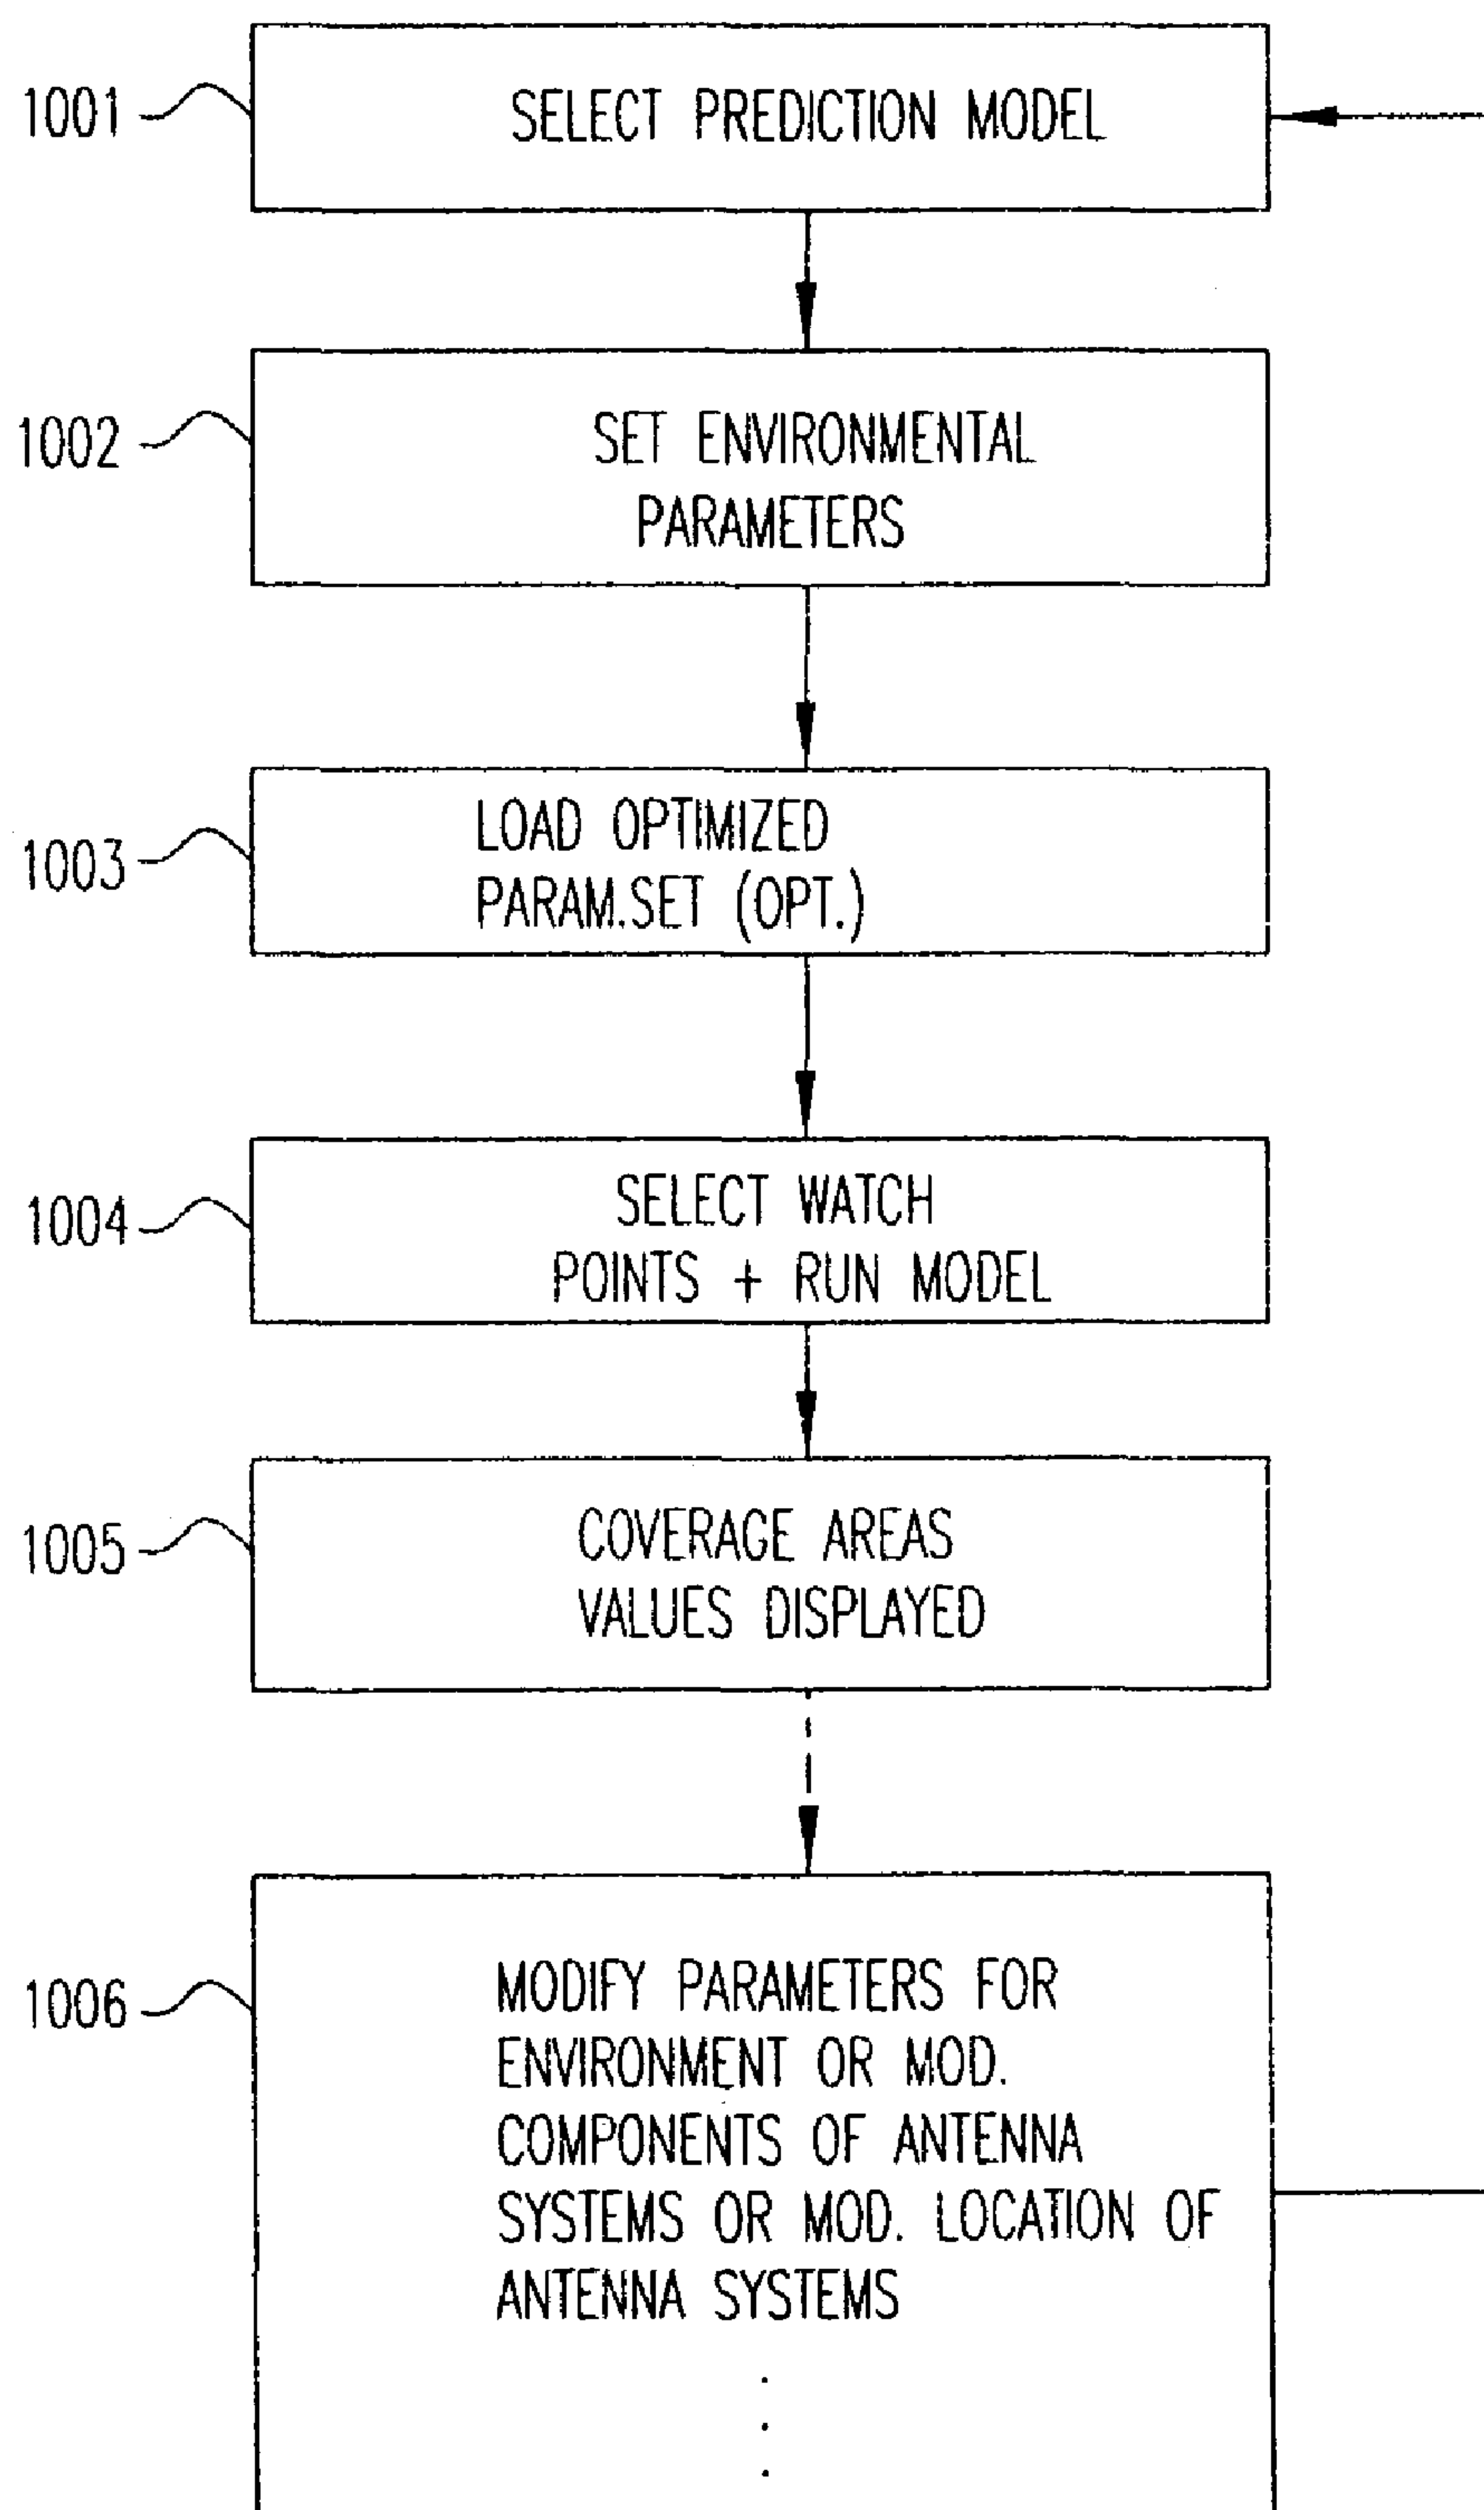 1001
SELECT PREDICTION MODEL
1002
SET ENVIRONMENTAL
PARAMETERS
1003
LOAD OPTIMIZED
PARAM.SET (OPT.)
1004
SELECT WATCH
POINTS + RUN MODEL
1005
COVERAGE AREAS
VALUES DISPLAYED
1006
MODIFY PARAMETERS FOR
ENVIRONMENT OR MOD.
COMPONENTS OF ANTENNA
SYSTEMS OR MOD. LOCATION OF
ANTENNA SYSTEMS
.
.
.